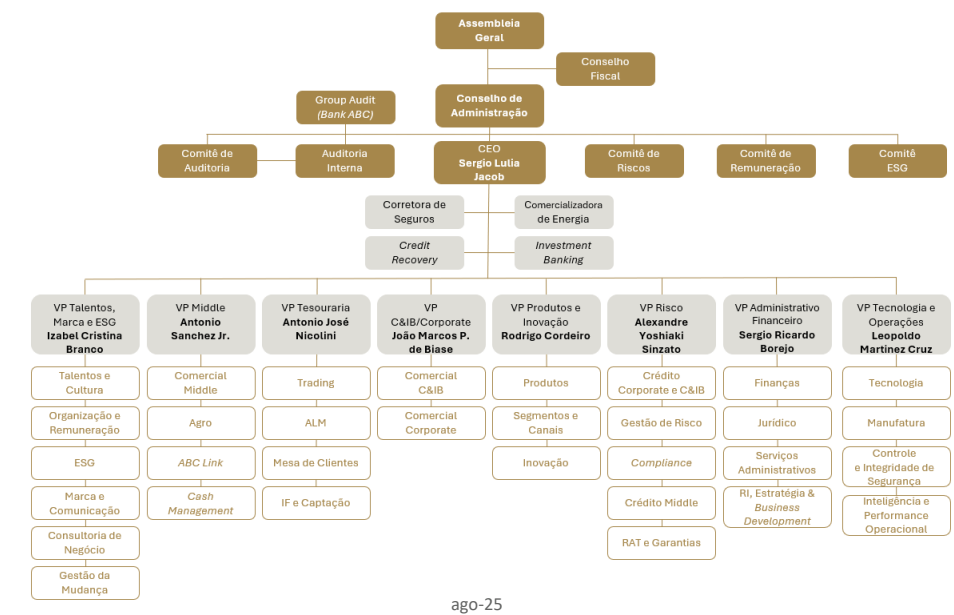 Assembleia
Geral
Conselho
Fiscal
Conselho de
Administração
Group Audit
(Bank ABC)
Comitê de
Auditoria
Auditoria
Interna
CEO
Sergio Lulia
Jacob
Comitê de
Riscos
Comitê de
Remuneração
Comitê
ESG
Corretora de
Seguros
Comercializadora
de Energia
Credit
Recovery
Investment
Banking
VP Talentos,
Marca e ESG
Izabel Cristina
Branco
VP Middle
Antonio
Sanchez Jr.
VP Tesouraria
Antonio José
Nicolini
VP
C&IB/Corporate
João Marcos P.
de Biase
VP Produtos e
Inovação
Rodrigo Cordeiro
VP Risco
Alexandre
Yoshiaki
Sinzato
VP Administrativo
Financeiro
Sergio Ricardo
Borejo
VP Tecnologia e
Operações
Leopoldo
Martinez Cruz
Talentos e
Cultura
Organização e
Remuneração
ESG
Marca e
Comunicação
Consultoria de
Negócio
Gestão da
Mudança
Comercial
Middle
Agro
ABC Link
Cash
Management
Trading
ALM
Mesa de Clientes
IF e Captação
Comercial
C&IB
Comercial
Corporate
Produtos
Segmentos e
Canais
Inovação
Crédito
Corporate e C&IB
Gestão de Risco
Compliance
Crédito Middle
RAT e Garantias
Finanças
Jurídico
Serviços
Administrativos
RI, Estratégia &
Business
Development
Tecnologia
Manufatura
Controle
e Integridade de
Segurança
Inteligência e
Performance
Operacional
ago-25